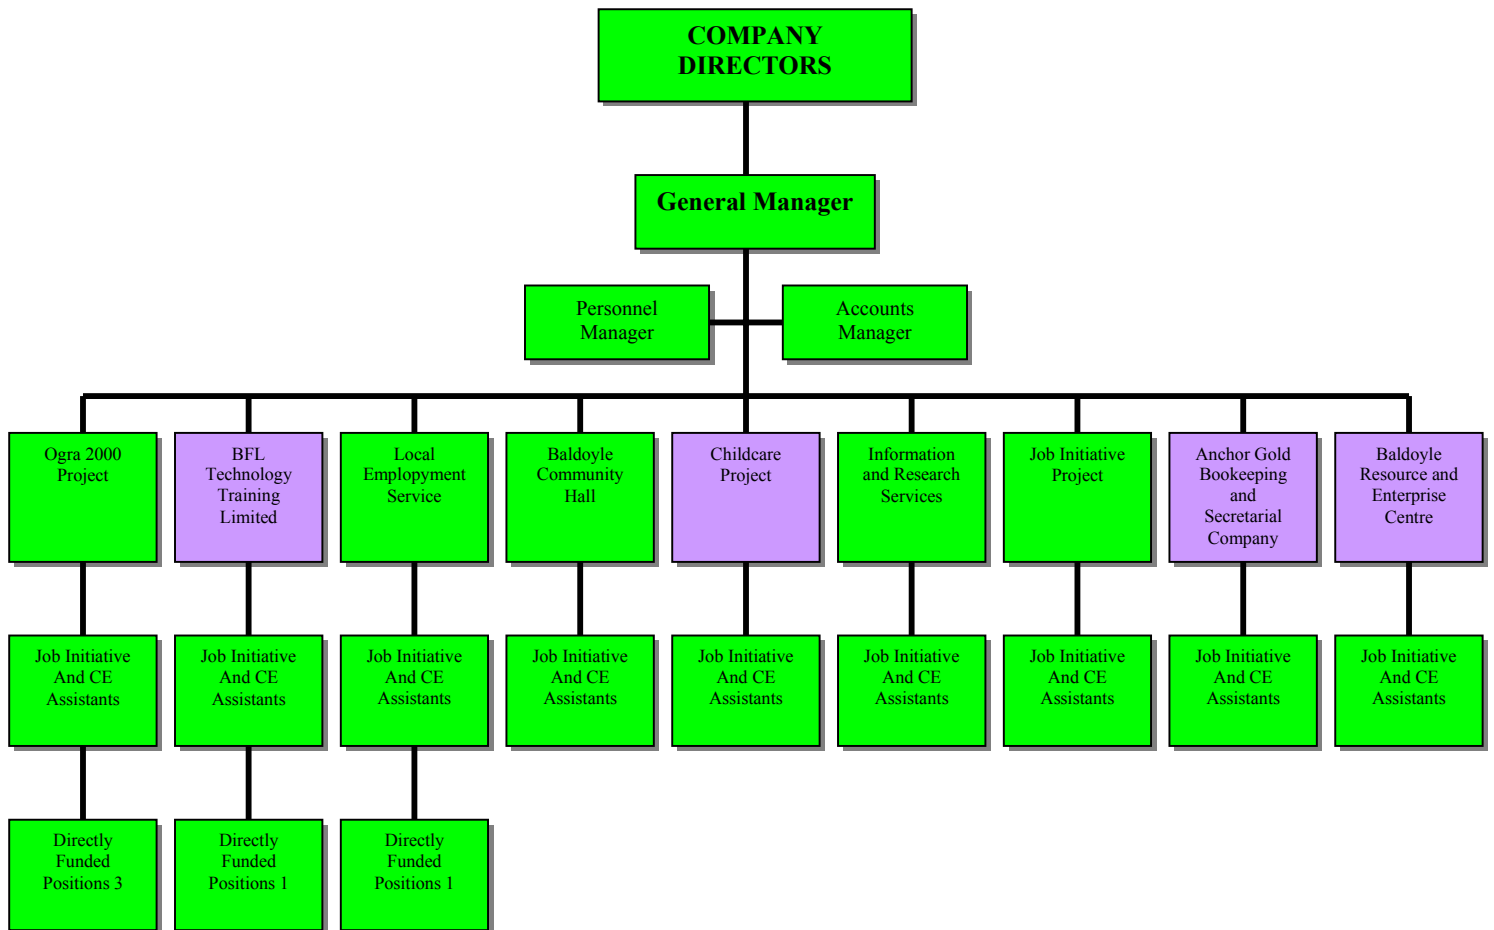 COMPANY
DIRECTORS
General Manager
Personnel
Manager
Accounts
Manager
Ogra 2000
Project
BFL
Technology
Training
Limited
Local
Emplopyment
Service
Baldoyle
Community
Hall
Childcare
Project
Information
and Research
Services
Job Initiative
Project
Anchor Gold
Bookeeping
and
Secretarial
Company
Baldoyle
Resource and
Enterprise
Centre
Job Initiative
And CE
Assistants
Job Initiative
And CE
Assistants
Job Initiative
And CE
Assistants
Job Initiative
And CE
Assistants
Job Initiative
And CE
Assistants
Job Initiative
And CE
Assistants
Job Initiative
And CE
Assistants
Job Initiative
And CE
Assistants
Job Initiative
And CE
Assistants
Directly
Funded
Positions 3
Directly
Funded
Positions 1
Directly
Funded
Positions 1